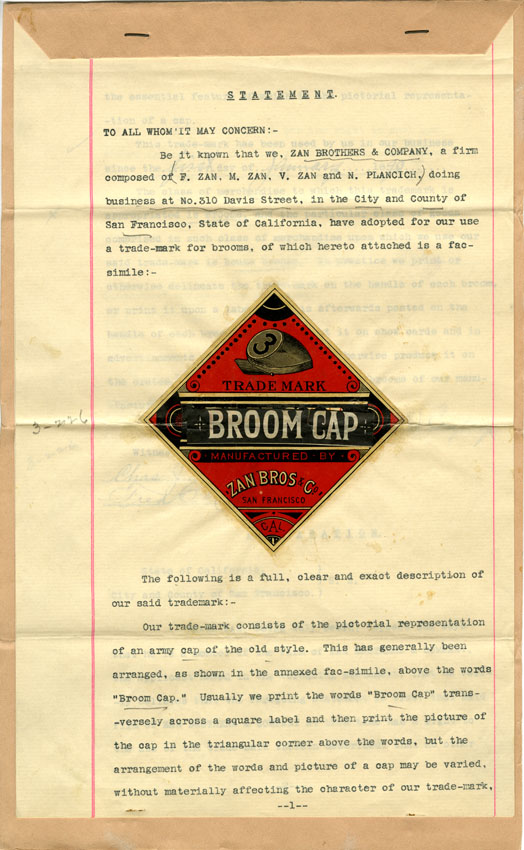 STATEMENT.
TO ALL WHOM IT MAY CONCERN:-
Be it known that we, ZAN BROTHERS & COMPANY, a firm
composed of (F. ZAN, M. ZAN, V. ZAN and N. PLANCICH,) doing
business at No.310 Davis Street, in the City and County of
San Francisco, State of California, have adopted for our use
a trade-mark for brooms, of which hereto attached is a fac-
simile:-
3
TRADE MARK
BROOM CAP
MANUFACTURED BY
ZAN BROS & Co.
SAN FRANCISCO
CAL
3-226
The following is a full, clear and exact description of
our said trademark:-
Our trade-mark consists of the pictorial representation
of an army cap of the old style. This has generally been
arranged, as shown in the annexed fac-simile, above the words
"Broom Cap." Usually we print the words "Broom Cap" trans-
-versely across a square label and then print the picture of
the cap in the triangular corner above the words, but the
arrangement of the words and picture of a cap may be varied,
without materially affecting the character of our trade-mark,
--1--